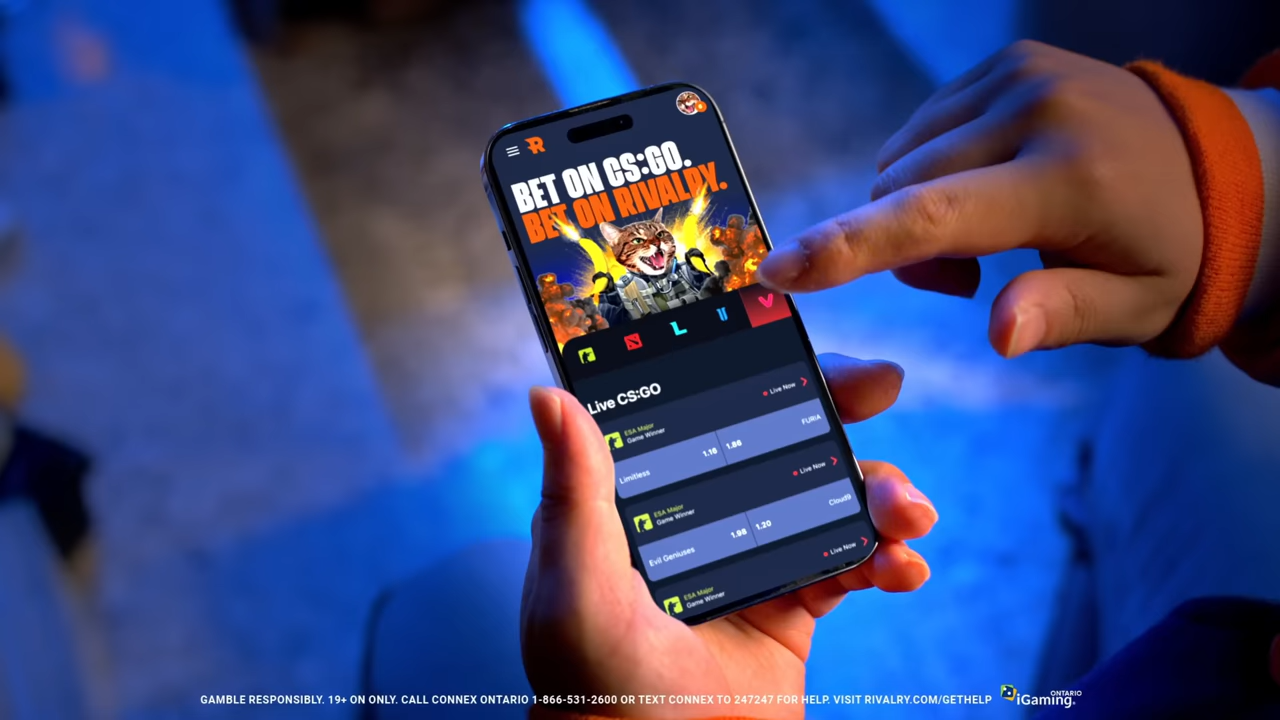 BET ON CS:GO.
BET ON RIVALRY.
Live CS:GO
Live Now
ESA Major
Game Winner
Limitless 1.16 1.86 FURIA
Live Now
ESA Major
Game Winner
Evil Geniuses 1.98 1.20 Cloud9
Live Now
ESA Major
Game Winner
GAMBLE RESPONSIBLY. 19+ ON ONLY. CALL CONNEX ONTARIO 1-866-531-2600 OR TEXT CONNEX TO 247247 FOR HELP. VISIT RIVALRY.COM/GETHELP
iGaming ONTARIO